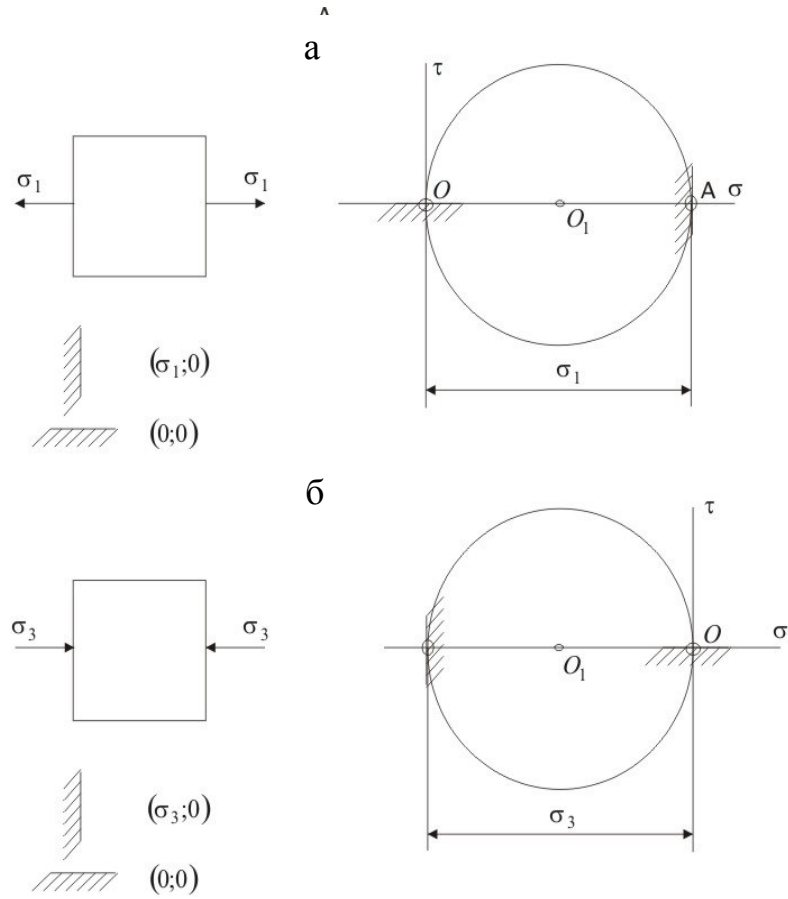 А
а
τ
σ₁ σ₁
O A σ
O₁
(σ₁;0)
σ₁
(0;0)
б
τ
σ₃ σ₃
O σ
O₁
(σ₃;0)
σ₃
(0;0)